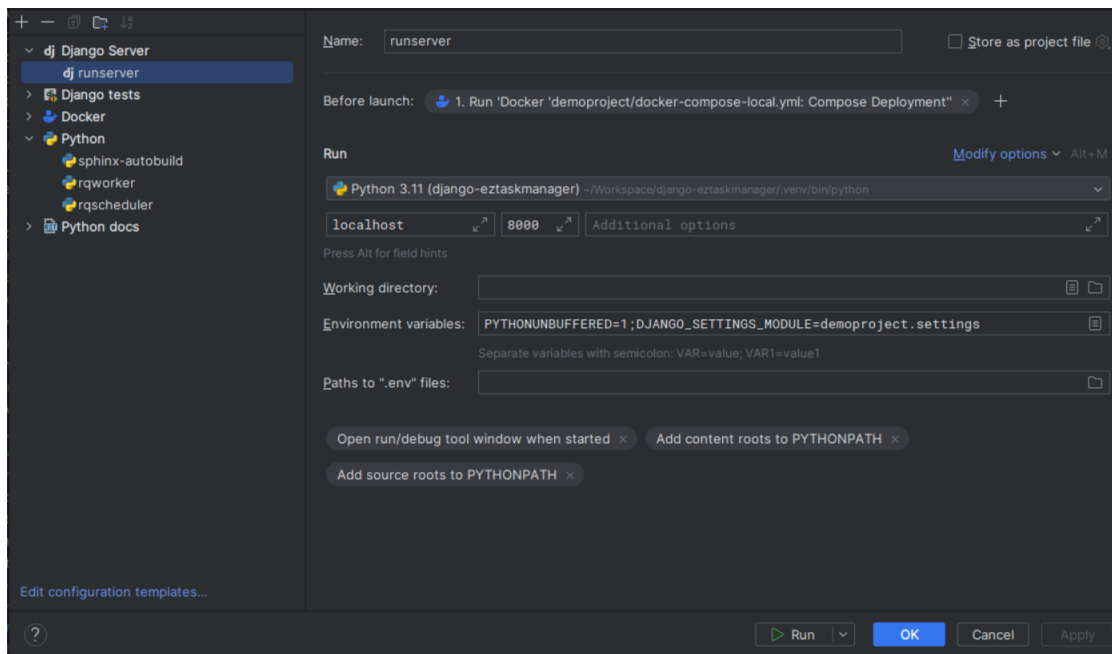 dj Django Server
dj runserver
Django tests
Docker
Python
sphinx-autobuild
rqworker
rqscheduler
Python docs
Edit configuration templates...
?
Name: runserver
Store as project file
Before launch: 1. Run 'Docker 'demoproject/docker-compose-local.yml: Compose Deployment'' × +
Run
Modify options Alt+M
Python 3.11 (django-eztaskmanager) ~/Workspace/django-eztaskmanager/.venv/bin/python
localhost 8000 Additional options
Press Alt for field hints
Working directory:
Environment variables: PYTHONUNBUFFERED=1;DJANGO_SETTINGS_MODULE=demoproject.settings
Separate variables with semicolon: VAR=value; VAR1=value1
Paths to ".env" files:
Open run/debug tool window when started × Add content roots to PYTHONPATH ×
Add source roots to PYTHONPATH ×
Run OK Cancel Apply